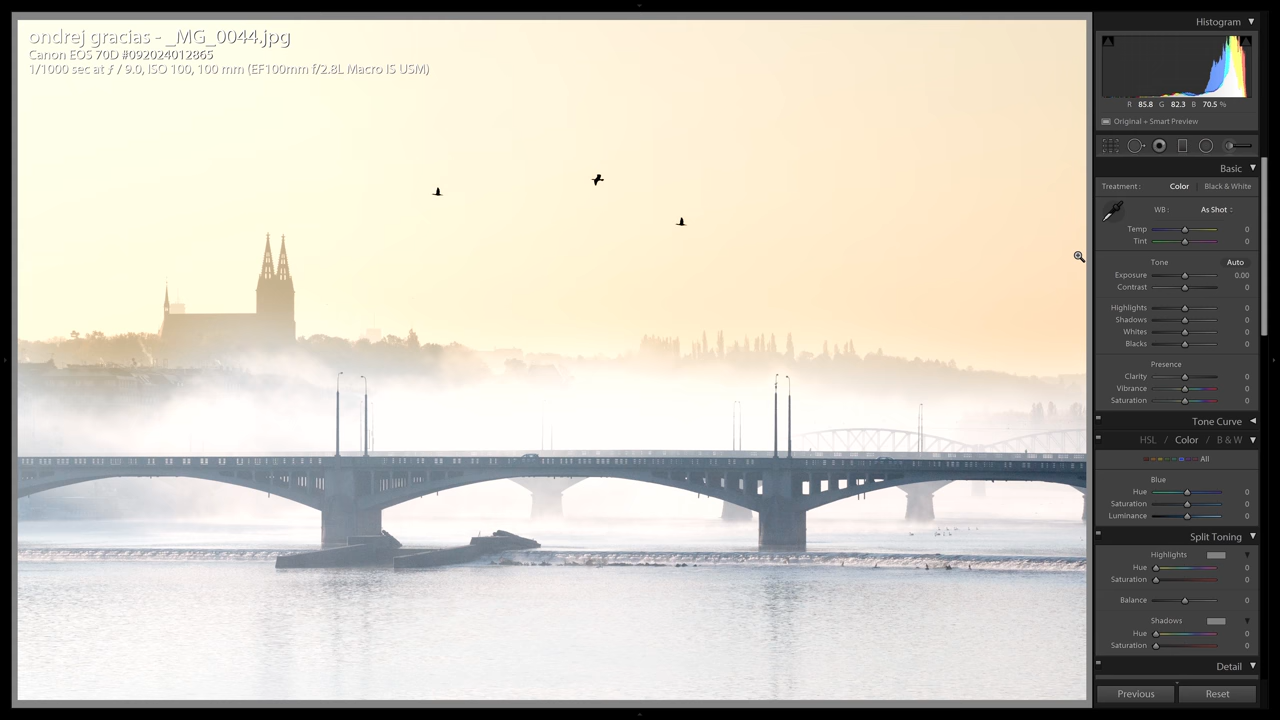 ondrej gracias - _MG_0044.jpg
Canon EOS 70D #092024012865
1/1000 sec at ƒ / 9.0, ISO 100, 100 mm (EF100mm f/2.8L Macro IS USM)
Histogram
R 85.8 G 82.3 B 70.5 %
Original + Smart Preview
Basic
Treatment: Color | Black & White
WB: As Shot
Temp 0
Tint 0
Tone Auto
Exposure 0.00
Contrast 0
Highlights 0
Shadows 0
Whites 0
Blacks 0
Presence
Clarity 0
Vibrance 0
Saturation 0
Tone Curve
HSL / Color / B & W
All
Blue
Hue 0
Saturation 0
Luminance 0
Split Toning
Highlights
Hue 0
Saturation 0
Balance 0
Shadows
Hue 0
Saturation 0
Detail
Previous Reset